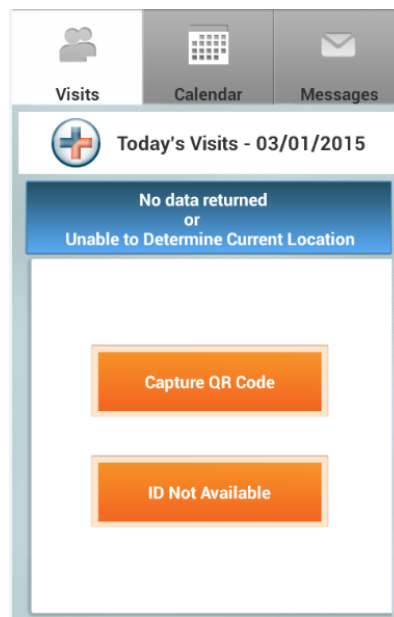 Visits
Calendar
Messages
Today's Visits - 03/01/2015
No data returned
or
Unable to Determine Current Location
Capture QR Code
ID Not Available